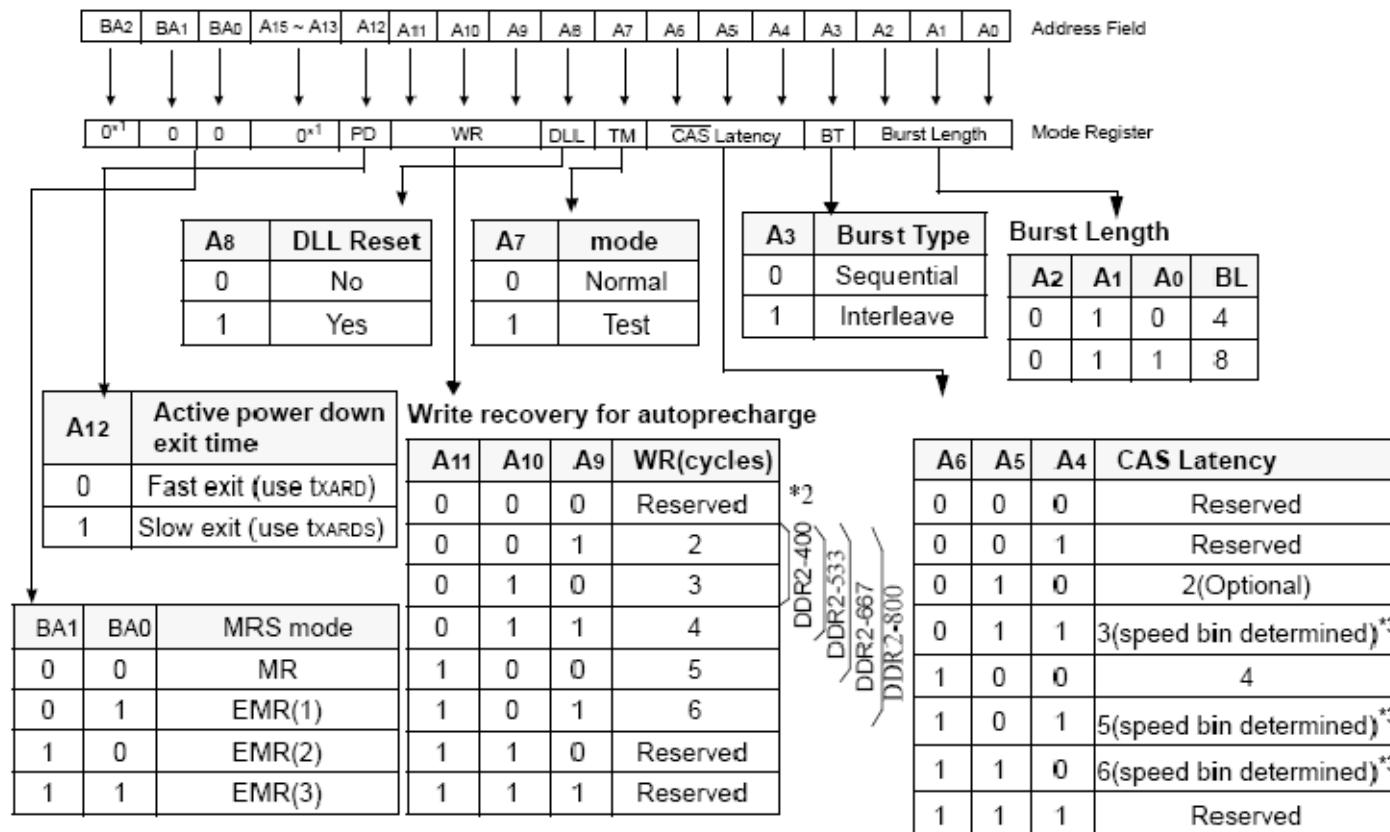 BA2 BA1 BA0 A15 ~ A13 A12 A11 A10 A9 A8 A7 A6 A5 A4 A3 A2 A1 A0 Address Field
0*1 0 0 0*1 PD WR DLL TM CAS Latency BT Burst Length Mode Register
A8 DLL Reset
0 No
1 Yes
A7 mode
0 Normal
1 Test
A3 Burst Type
0 Sequential
1 Interleave
Burst Length
A2 A1 A0 BL
0 1 0 4
0 1 1 8
A12 Active power down
exit time
0 Fast exit (use tXARD)
1 Slow exit (use tXARDS)
Write recovery for autoprecharge
A11 A10 A9 WR(cycles)
0 0 0 Reserved
0 0 1 2
0 1 0 3
0 1 1 4
1 0 0 5
1 0 1 6
1 1 0 Reserved
1 1 1 Reserved
*2
DDR2-400
DDR2-533
DDR2-667
DDR2-800
A6 A5 A4 CAS Latency
0 0 0 Reserved
0 0 1 Reserved
0 1 0 2(Optional)
0 1 1 3(speed bin determined)
1 0 0 4
1 0 1 5(speed bin determined)
1 1 0 6(speed bin determined)
1 1 1 Reserved
BA1 BA0 MRS mode
0 0 MR
0 1 EMR(1)
1 0 EMR(2)
1 1 EMR(3)